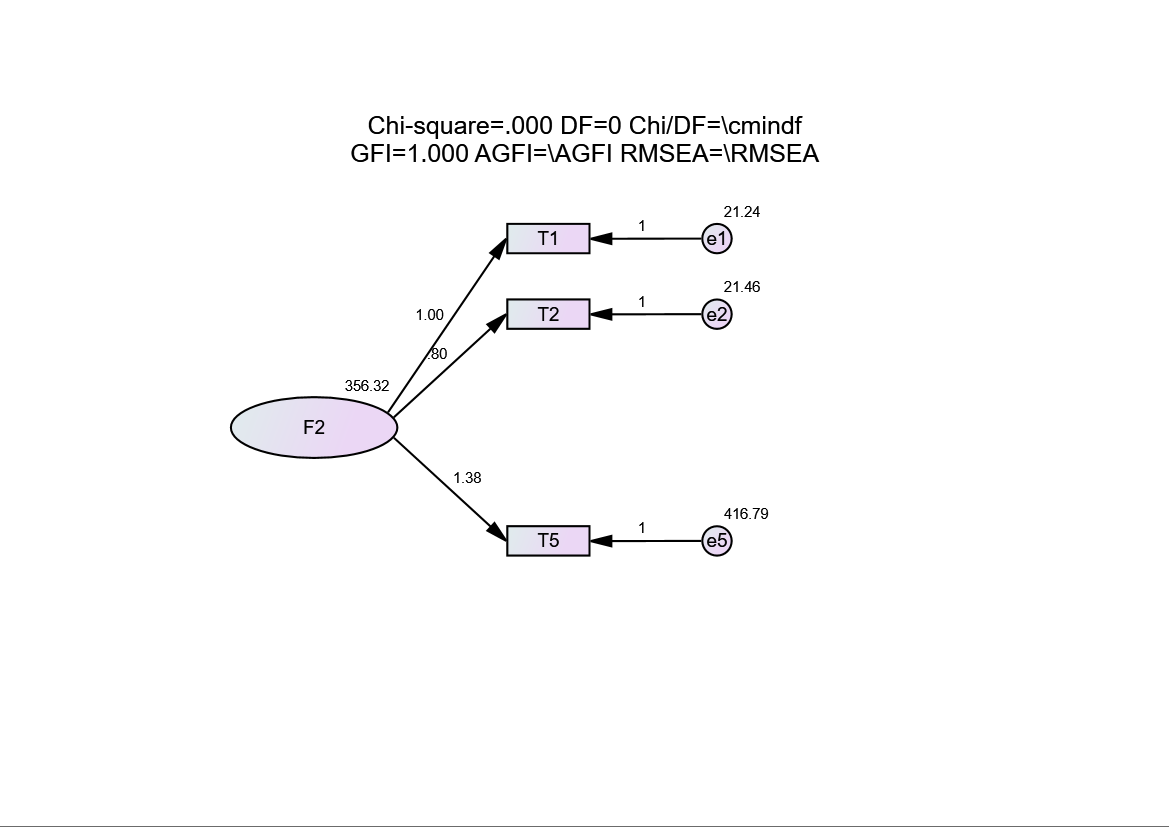 Chi-square=.000 DF=0 Chi/DF=\cmindf
GFI=1.000 AGFI=\AGFI RMSEA=\RMSEA
21.24
T1
1
e1
21.46
T2
1
e2
1.00
.80
356.32
F2
1.38
416.79
T5
1
e5